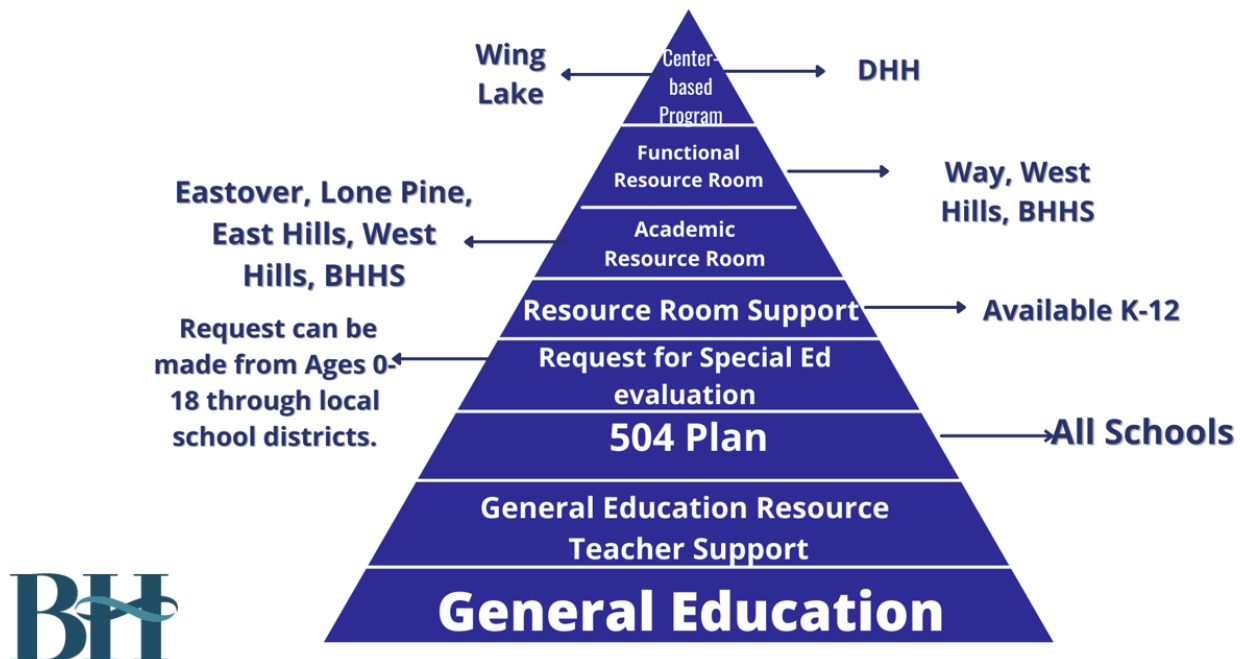 Wing
Lake
Center-
based
Program
DHH
Functional
Resource Room
Way, West
Hills, BHHS
Eastover, Lone Pine,
East Hills, West
Hills, BHHS
Academic
Resource Room
Resource Room Support
Available K-12
Request can be
made from Ages 0-
18 through local
school districts.
Request for Special Ed
evaluation
504 Plan
All Schools
General Education Resource
Teacher Support
General Education
BH